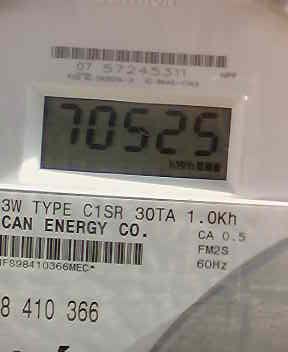 07 57245311
70525
KWH
3W TYPE C1SR 30TA 1.0Kh
CAN ENERGY CO.
CA 0.5
FM2S
60Hz
8 410 366